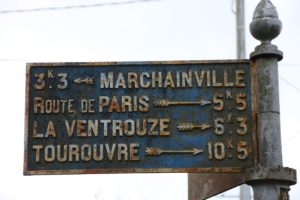 3K3 ← MARCHAINVILLE
ROUTE DE PARIS → 5K5
LA VENTROUZE → 6K3
TOUROUVRE → 10K5